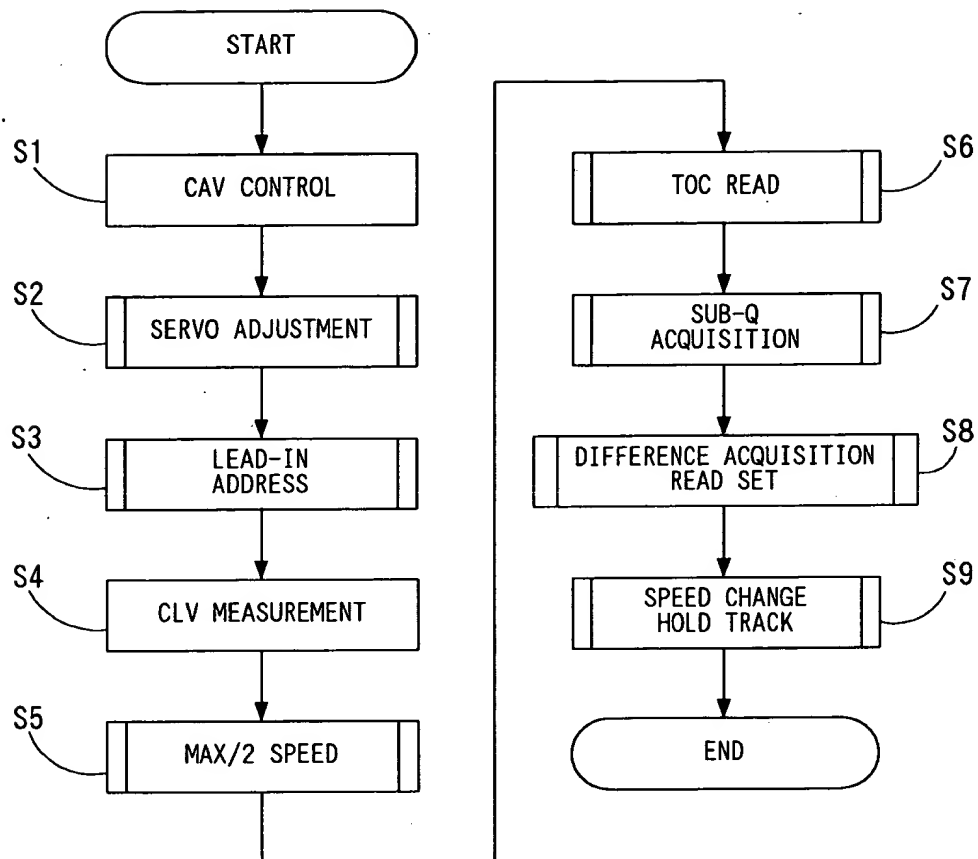 START
S1
CAV CONTROL
S2
SERVO ADJUSTMENT
S3
LEAD-IN
ADDRESS
S4
CLV MEASUREMENT
S5
MAX/2 SPEED
S6
TOC READ
S7
SUB-Q
ACQUISITION
S8
DIFFERENCE ACQUISITION
READ SET
S9
SPEED CHANGE
HOLD TRACK
END